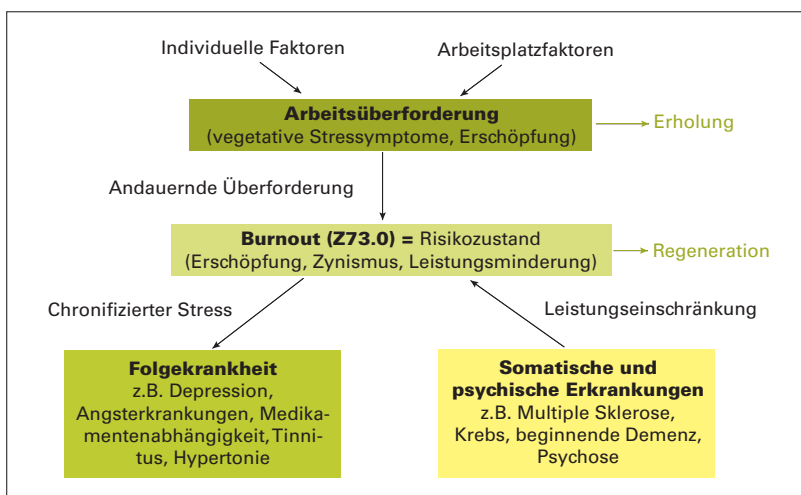 Individuelle Faktoren
Arbeitsplatzfaktoren
Arbeitsüberforderung
(vegetative Stressymptome, Erschöpfung)
Erholung
Andauernde Überforderung
Burnout (Z73.0) = Risikozustand
(Erschöpfung, Zynismus, Leistungsminderung)
Regeneration
Chronifizierter Stress
Leistungseinschränkung
Folgekrankheit
z.B. Depression,
Angsterkrankungen, Medika-
mentenabhängigkeit, Tinni-
tus, Hypertonie
Somatische und
psychische Erkrankungen
z.B. Multiple Sklerose,
Krebs, beginnende Demenz,
Psychose